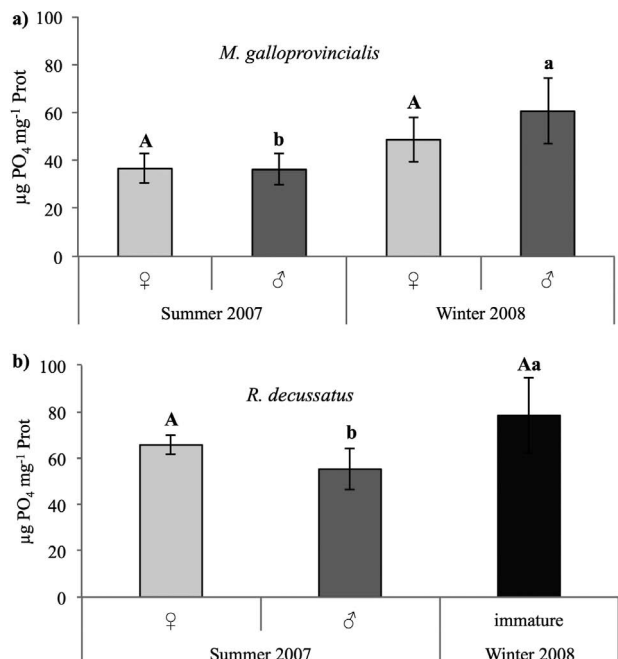 a)
100
M. galloprovincialis
80
60
40
20
0
µg PO4 mg-1 Prot
A
b
A
a
♀ ♂ ♀ ♂
Summer 2007 Winter 2008
b)
100
R. decussatus
80
60
40
20
0
µg PO4 mg-1 Prot
A
b
Aa
♀ ♂ immature
Summer 2007 Winter 2008